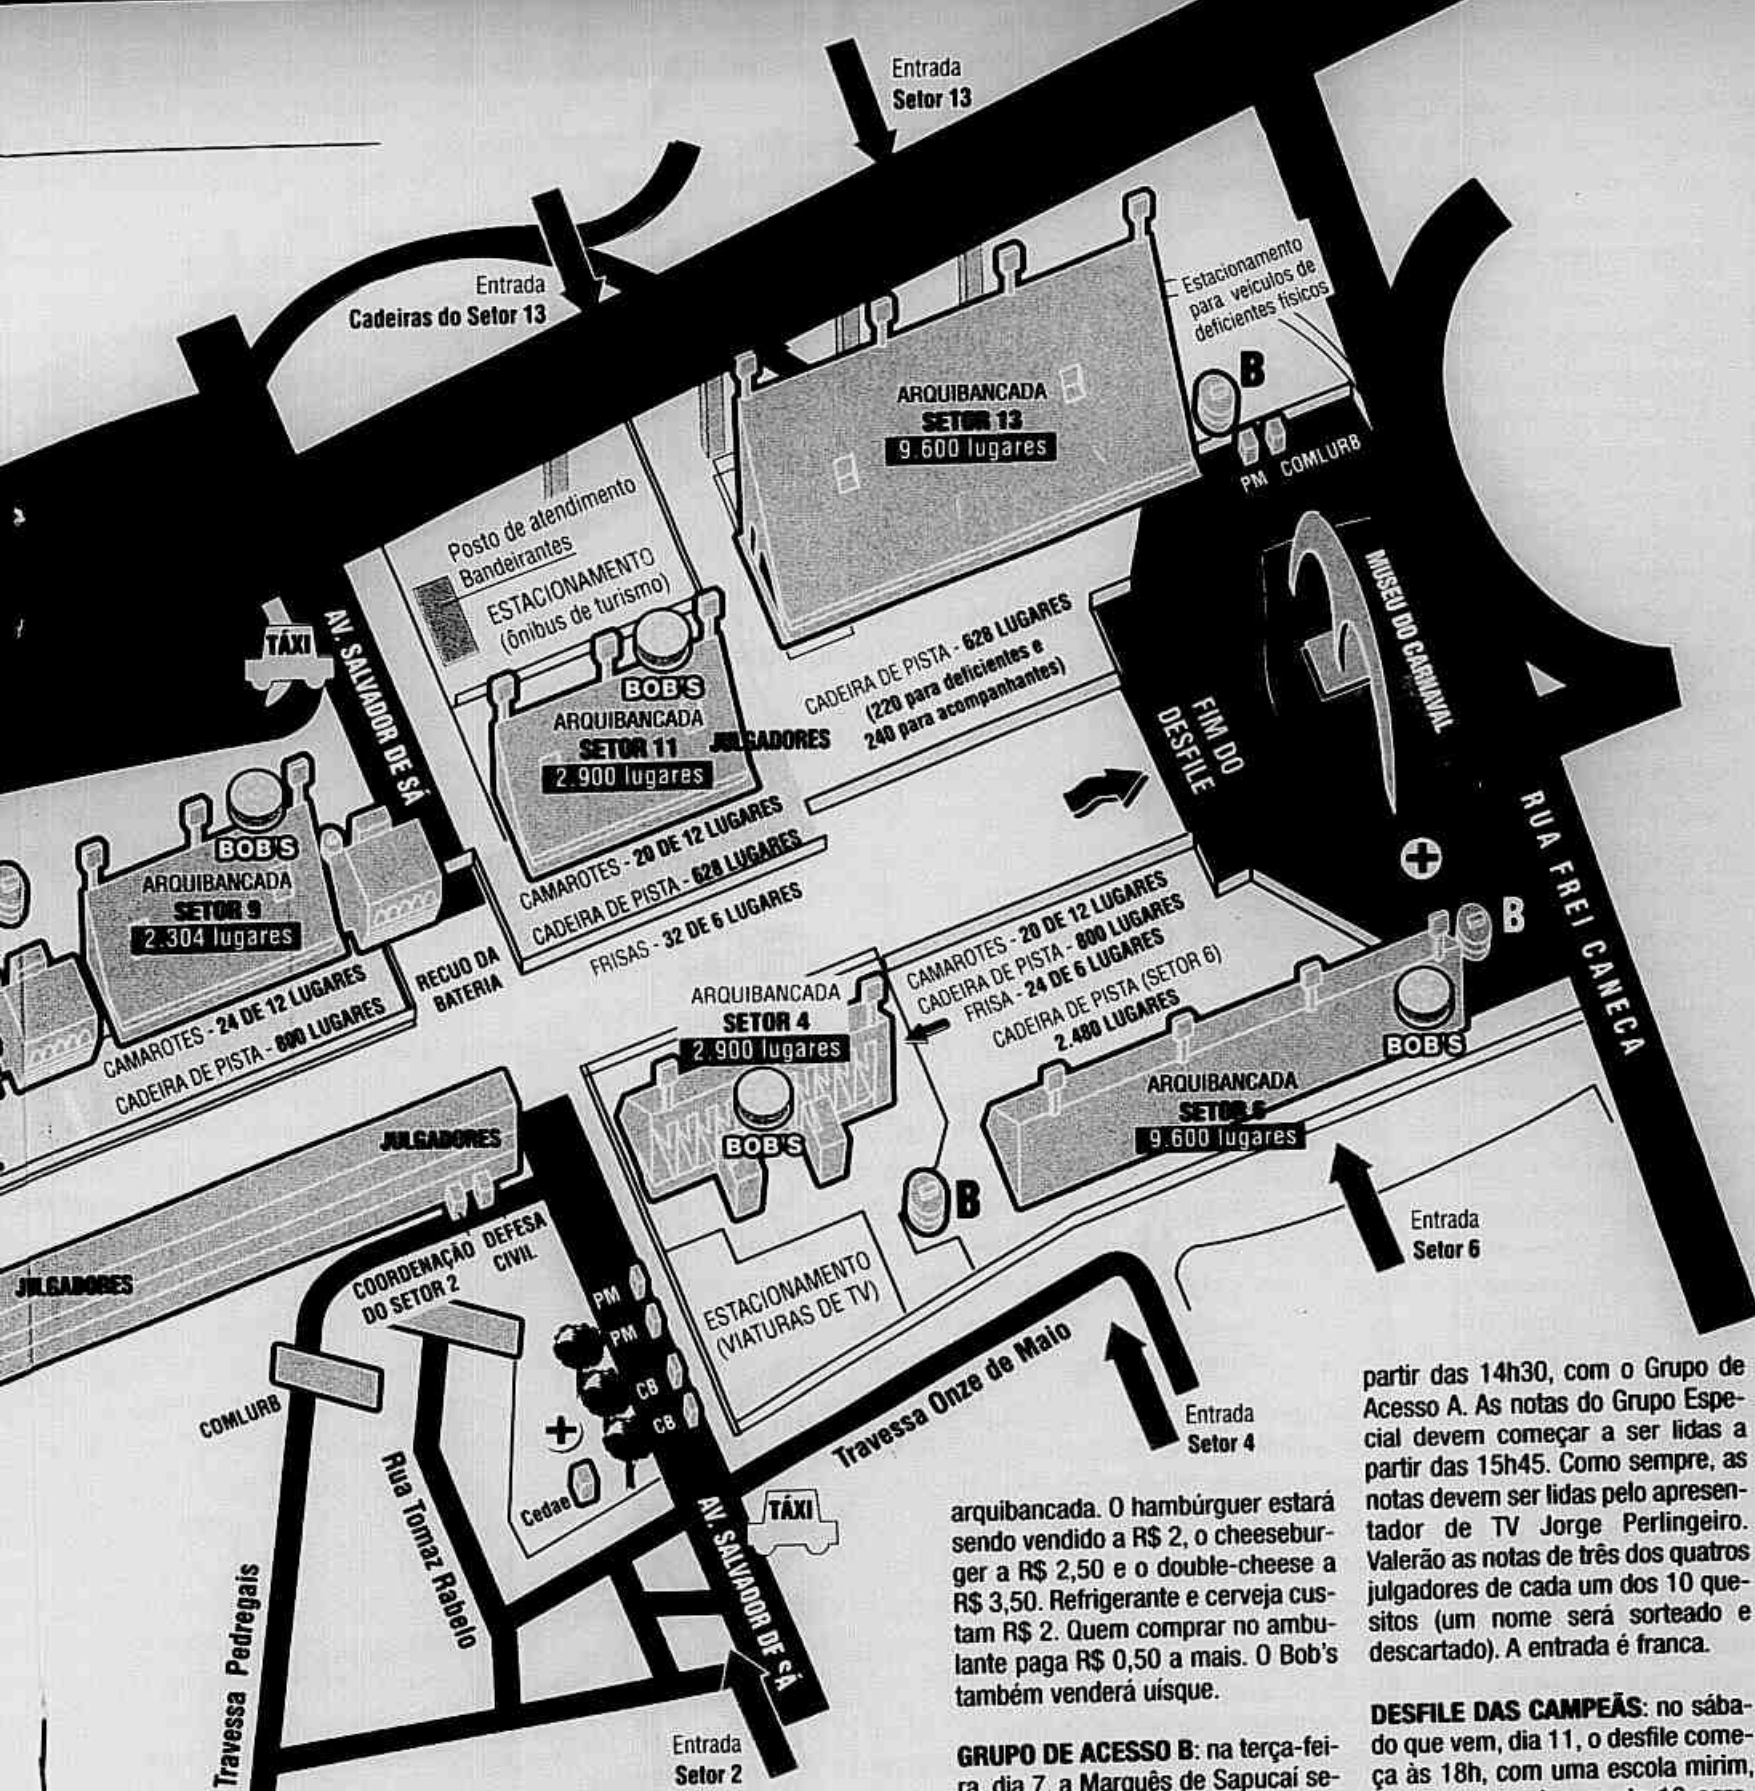 Entrada
Setor 13
Entrada
Cadeiras do Setor 13
Estacionamento
para veículos de
deficientes físicos
B
ARQUIBANCADA
SETOR 13
9.600 lugares
PM COMLURB
Posto de atendimento
Bandeirantes
ESTACIONAMENTO
(ônibus de turismo)
MUSEU DO CARNAVAL
TÁXI
AV. SALVADOR DE SÁ
BOB'S
ARQUIBANCADA
SETOR 11
2.900 lugares
JULGADORES
CADEIRA DE PISTA - 628 LUGARES
(220 para deficientes e
240 para acompanhantes)
FIM DO
DESFILE
RUA FREI CANECA
BOB'S
ARQUIBANCADA
SETOR 9
2.304 lugares
CAMAROTES - 20 DE 12 LUGARES
CADEIRA DE PISTA - 628 LUGARES
FRISAS - 32 DE 6 LUGARES
CAMAROTES - 24 DE 12 LUGARES
CADEIRA DE PISTA - 800 LUGARES
RECUO DA
BATERIA
CAMAROTES - 20 DE 12 LUGARES
CADEIRA DE PISTA - 800 LUGARES
FRISA - 24 DE 6 LUGARES
CADEIRA DE PISTA (SETOR 6)
2.480 LUGARES
B
ARQUIBANCADA
SETOR 4
2.900 lugares
BOB'S
BOB'S
ARQUIBANCADA
SETOR 6
9.600 lugares
B
JULGADORES
JULGADORES
COORDENAÇÃO
DO SETOR 2
DEFESA
CIVIL
PM
PM
CB
CB
ESTACIONAMENTO
(VIATURAS DE TV)
Entrada
Setor 6
Travessa Onze de Maio
Entrada
Setor 4
COMLURB
Rua Tomaz Rabelo
Cedae
TÁXI
AV. SALVADOR DE SÁ
Travessa Pedregais
Entrada
Setor 2
arquibancada. O hambúrguer estará
sendo vendido a R$ 2, o cheesebur-
ger a R$ 2,50 e o double-cheese a
R$ 3,50. Refrigerante e cerveja cus-
tam R$ 2. Quem comprar no ambu-
lante paga R$ 0,50 a mais. O Bob's
também venderá uísque.
GRUPO DE ACESSO B: na terça-fei-
ra, dia 7, a Marquês de Sapucaí se-
partir das 14h30, com o Grupo de
Acesso A. As notas do Grupo Espe-
cial devem começar a ser lidas a
partir das 15h45. Como sempre, as
notas devem ser lidas pelo apresen-
tador de TV Jorge Perlingeiro.
Valerão as notas de três dos quatros
julgadores de cada um dos 10 que-
sitos (um nome será sorteado e
descartado). A entrada é franca.
DESFILE DAS CAMPEÃS: no sába-
do que vem, dia 11, o desfile come-
ça às 18h, com uma escola mirim,